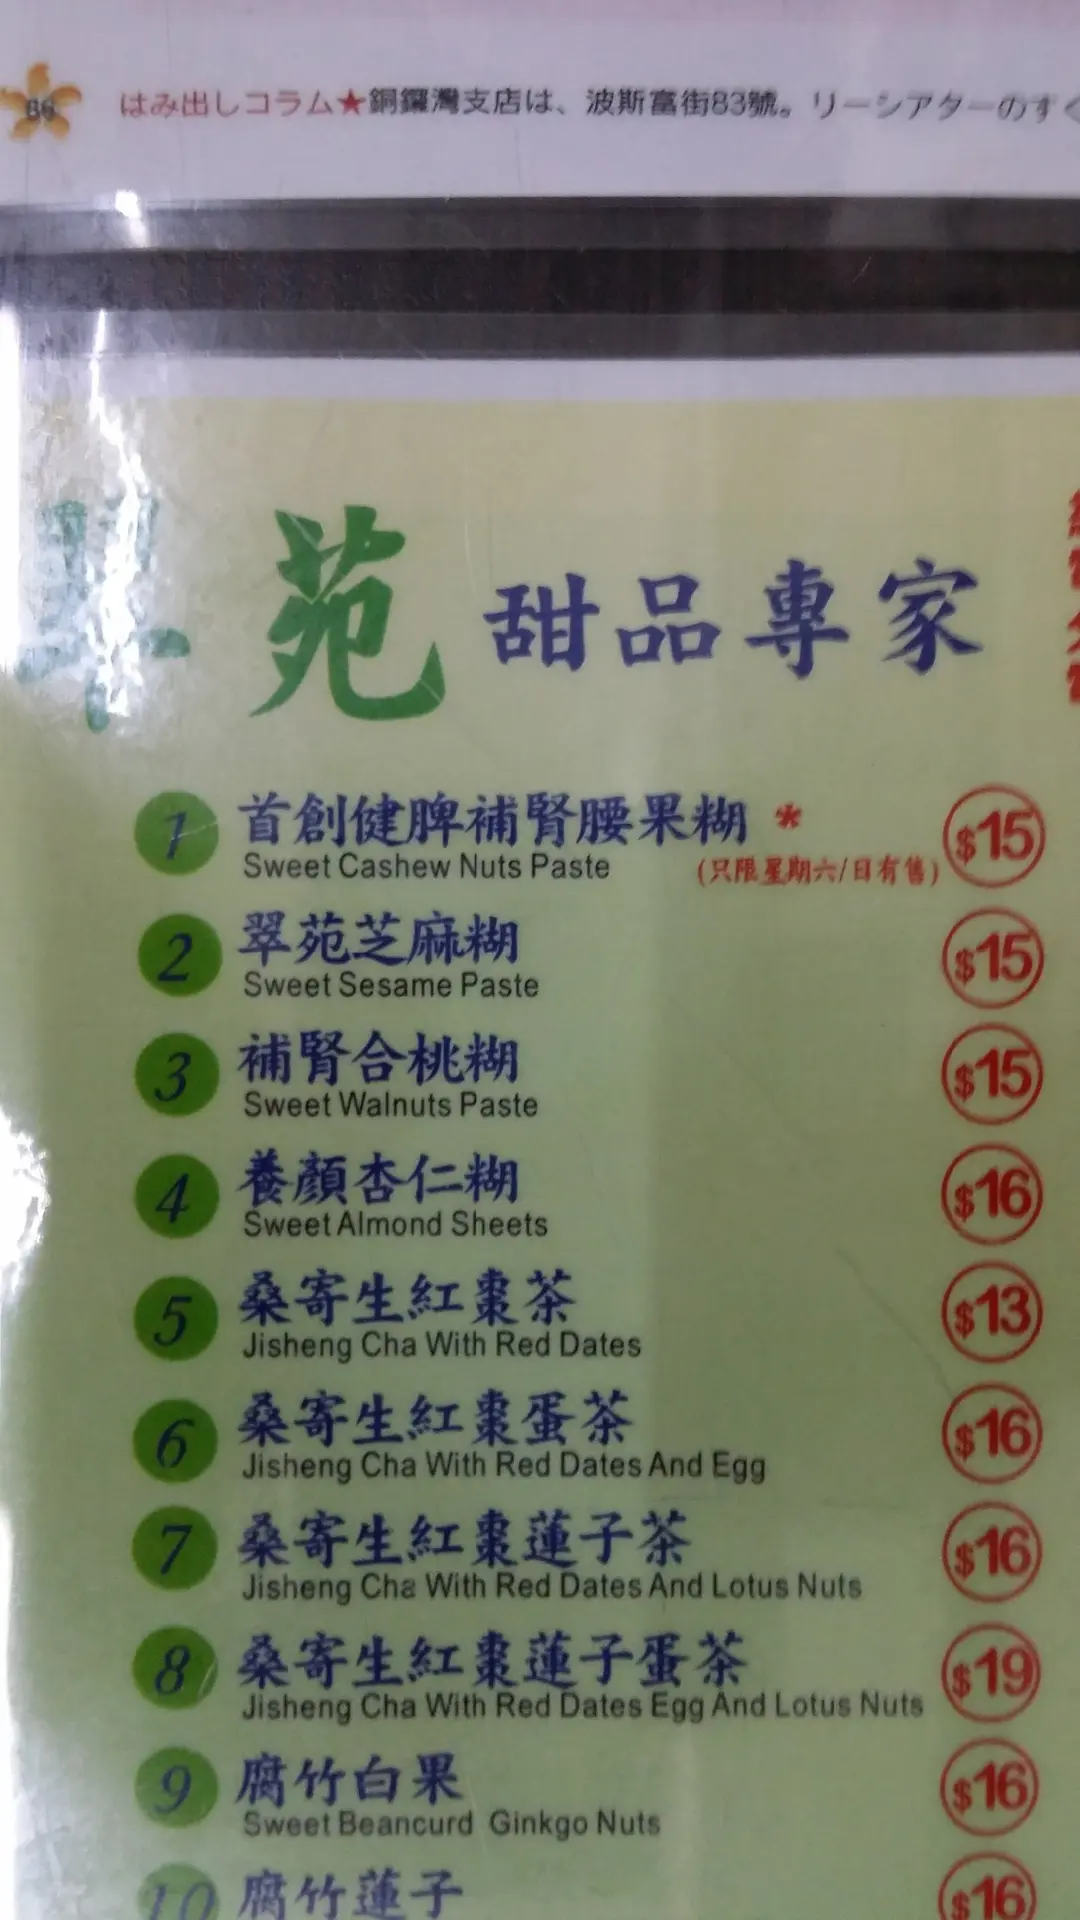 66 はみ出しコラム★銅鑼灣支店は、波斯富街83號。リーシアターのすぐ
翠苑 甜品專家
1 首創健脾補腎腰果糊 * $15
Sweet Cashew Nuts Paste (只限星期六/日有售)
2 翠苑芝麻糊 $15
Sweet Sesame Paste
3 補腎合桃糊 $15
Sweet Walnuts Paste
4 養顏杏仁糊 $16
Sweet Almond Sheets
5 桑寄生紅棗茶 $13
Jisheng Cha With Red Dates
6 桑寄生紅棗蛋茶 $16
Jisheng Cha With Red Dates And Egg
7 桑寄生紅棗蓮子茶 $16
Jisheng Cha With Red Dates And Lotus Nuts
8 桑寄生紅棗蓮子蛋茶 $19
Jisheng Cha With Red Dates Egg And Lotus Nuts
9 腐竹白果 $16
Sweet Beancurd Ginkgo Nuts
10 腐竹蓮子 $16